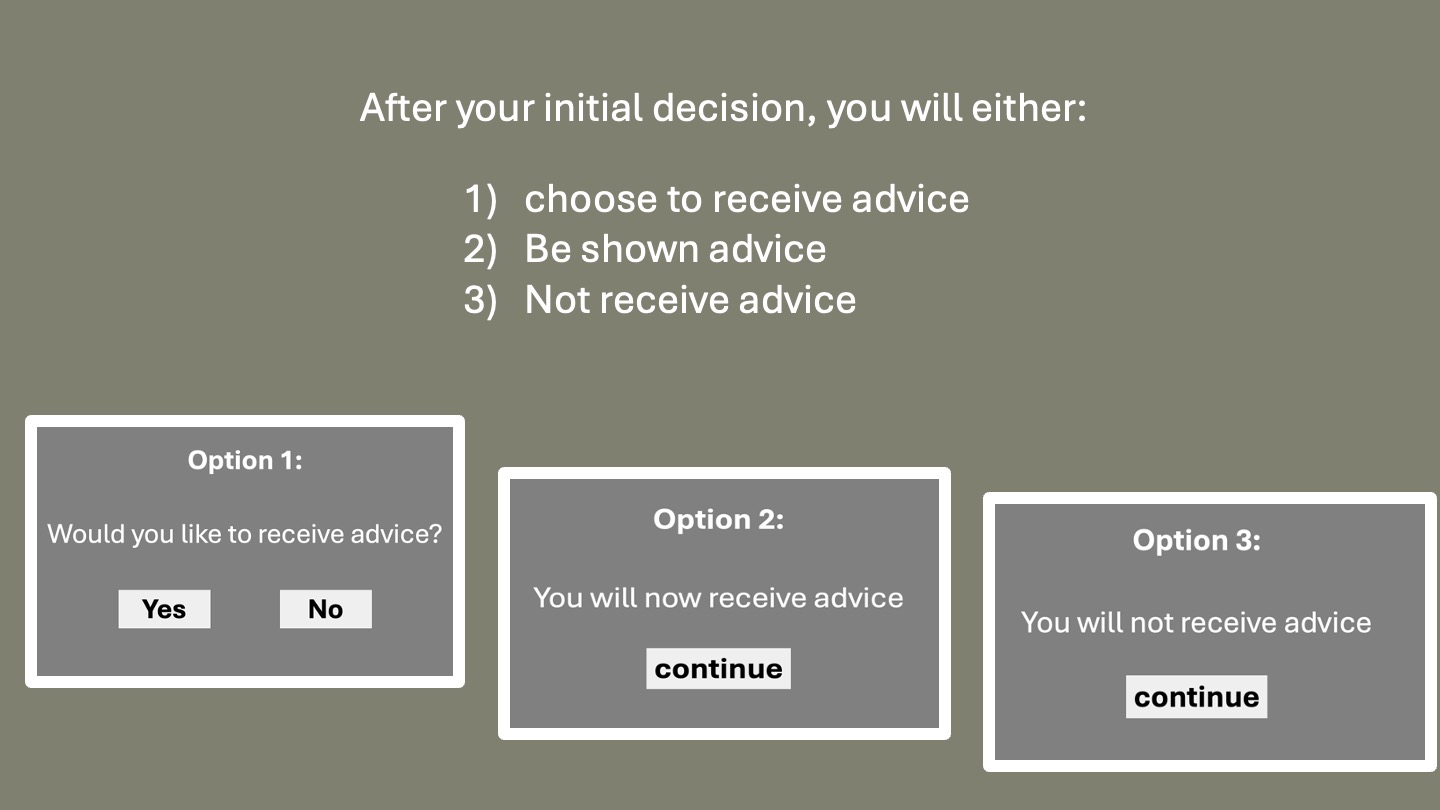 After your initial decision, you will either:
1) choose to receive advice
2) Be shown advice
3) Not receive advice
Option 1:
Would you like to receive advice?
Yes No
Option 2:
You will now receive advice
continue
Option 3:
You will not receive advice
continue